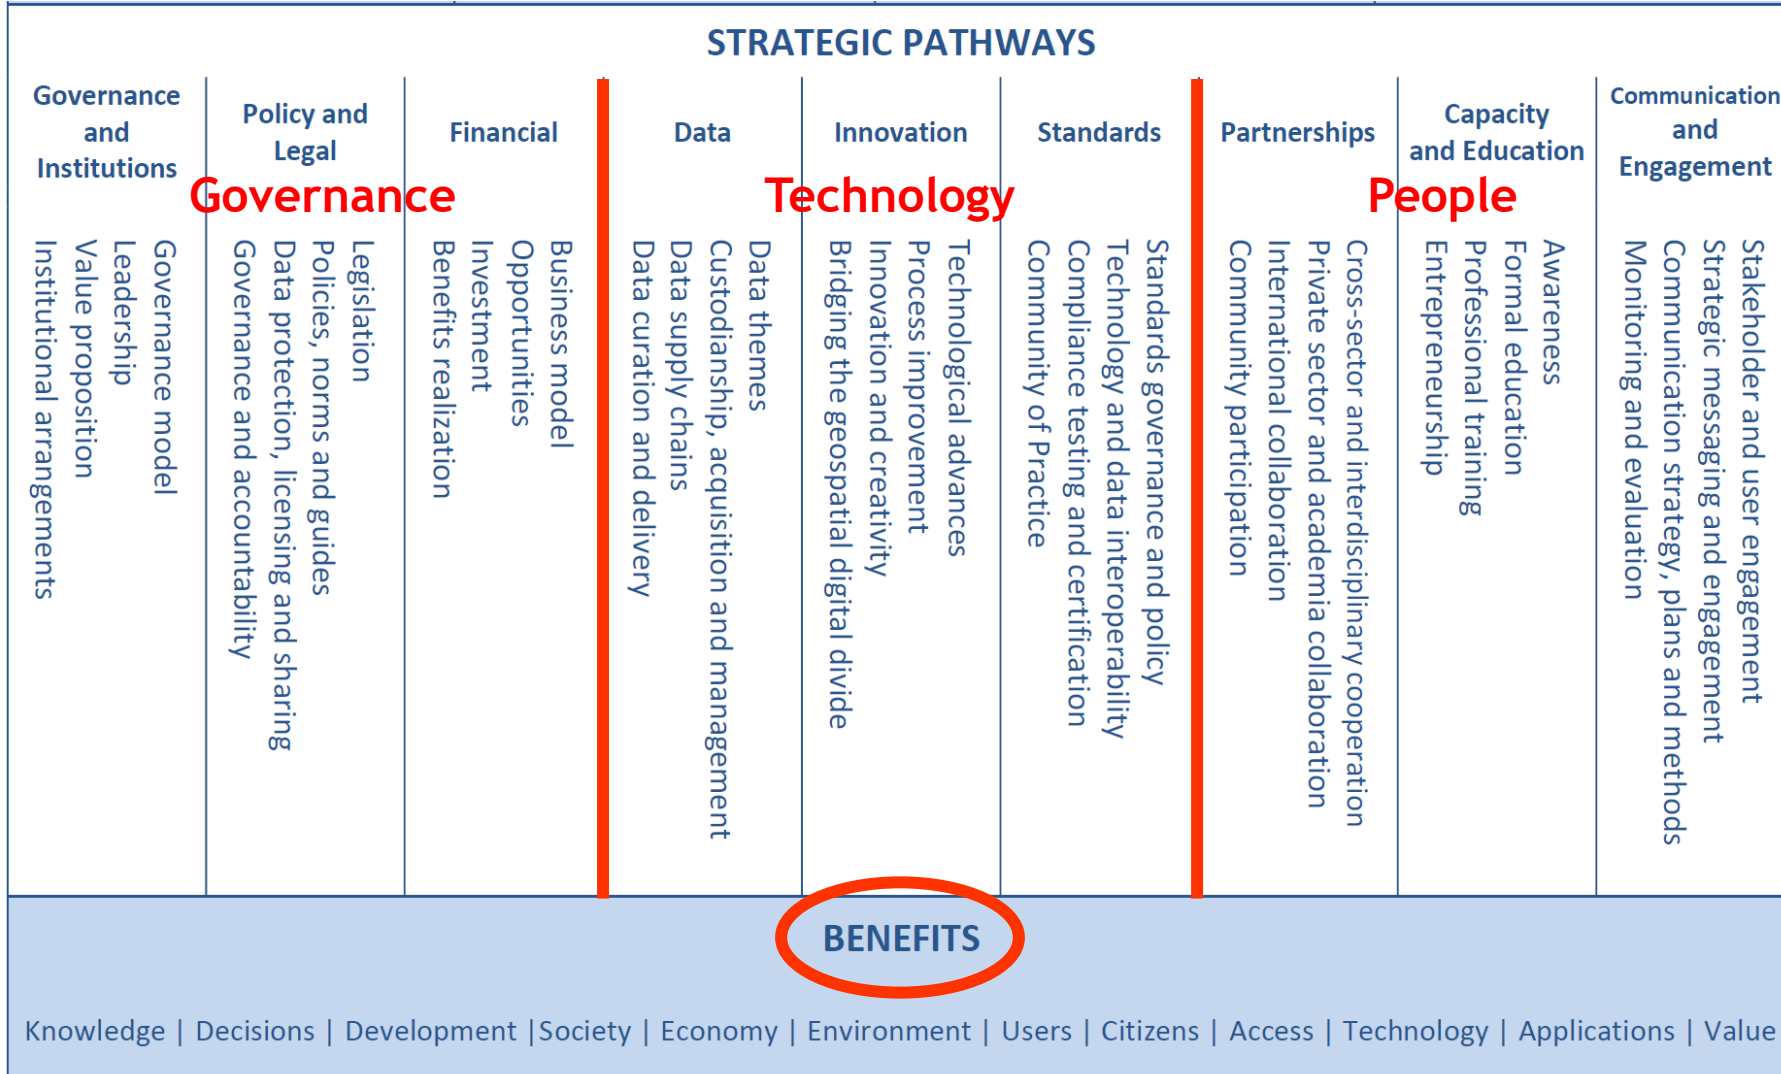 STRATEGIC PATHWAYS
Governance
and
Institutions
Policy and
Legal
Financial
Data
Innovation
Standards
Partnerships
Capacity
and Education
Communication
and
Engagement
Governance
Technology
People
Governance model
Leadership
Value proposition
Institutional arrangements
Legislation
Policies, norms and guides
Data protection, licensing and sharing
Governance and accountability
Business model
Opportunities
Investment
Benefits realization
Data themes
Custodianship, acquisition and management
Data supply chains
Data curation and delivery
Technological advances
Process improvement
Innovation and creativity
Bridging the geospatial digital divide
Standards governance and policy
Technology and data interoperability
Compliance testing and certification
Community of Practice
Cross-sector and interdisciplinary cooperation
Private sector and academia collaboration
International collaboration
Community participation
Awareness
Formal education
Professional training
Entrepreneurship
Stakeholder and user engagement
Strategic messaging and engagement
Communication strategy, plans and methods
Monitoring and evaluation
BENEFITS
Knowledge | Decisions | Development |Society | Economy | Environment | Users | Citizens | Access | Technology | Applications | Value